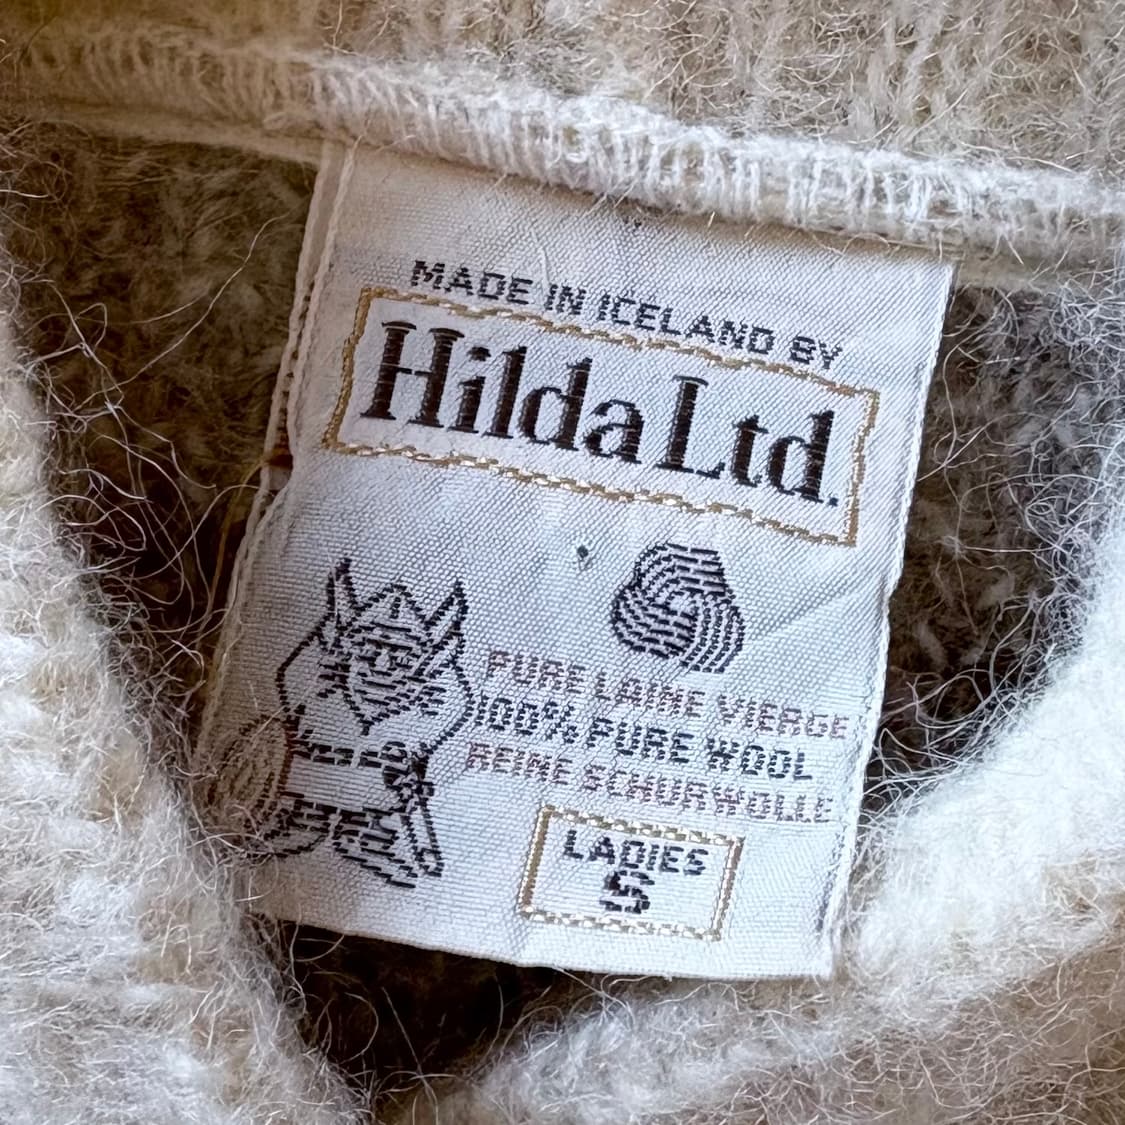 MADE IN ICELAND BY
Hilda Ltd.
PURE LAINE VIERGE
100% PURE WOOL
REINE SCHURWOLLE
LADIES
S